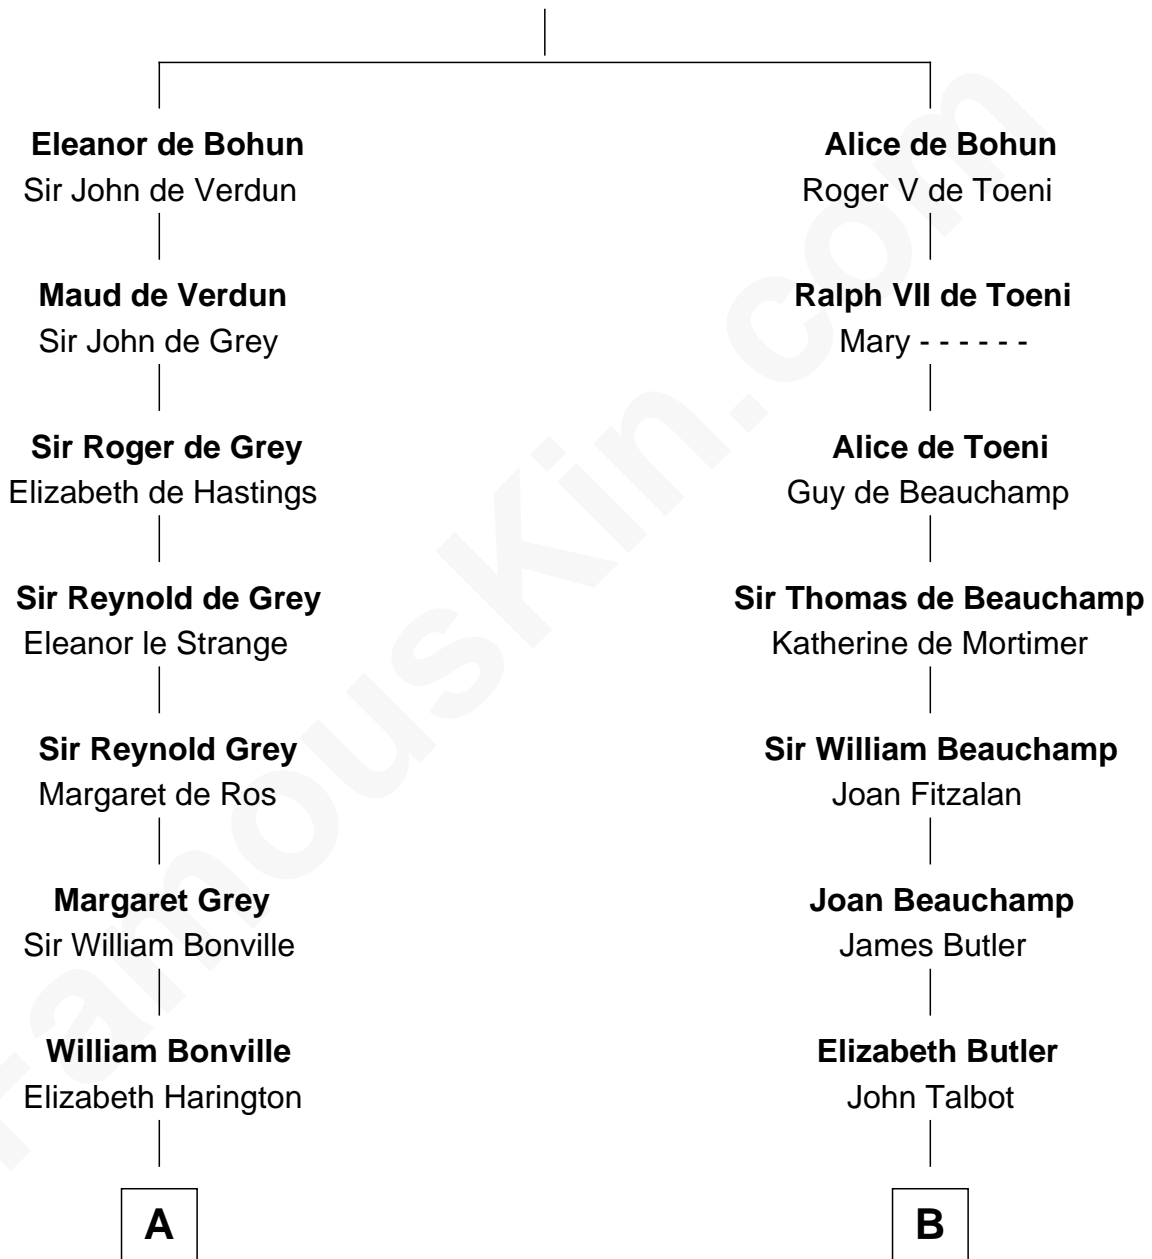 Eleanor de Bohun
Sir John de Verdun
Alice de Bohun
Roger V de Toeni
Maud de Verdun
Sir John de Grey
Ralph VII de Toeni
Mary - - - - - -
Sir Roger de Grey
Elizabeth de Hastings
Alice de Toeni
Guy de Beauchamp
Sir Reynold de Grey
Eleanor le Strange
Sir Thomas de Beauchamp
Katherine de Mortimer
Sir Reynold Grey
Margaret de Ros
Sir William Beauchamp
Joan Fitzalan
Margaret Grey
Sir William Bonville
Joan Beauchamp
James Butler
William Bonville
Elizabeth Harington
Elizabeth Butler
John Talbot
A
B
FamousKin.com